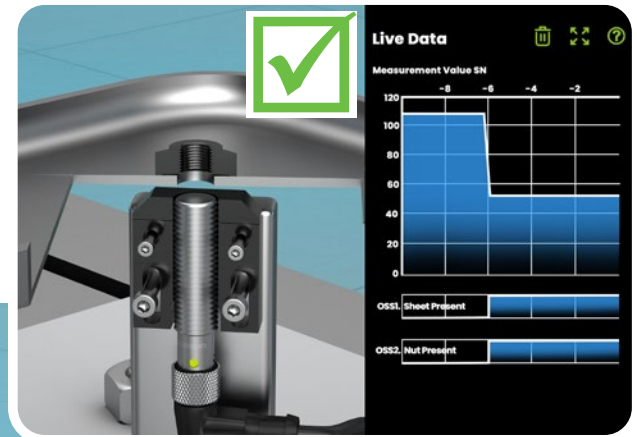 Live Data
Measurement Value SN
-8 -6 -4 -2
120
100
80
60
40
20
0
OSS1. Sheet Present
OSS2. Nut Present